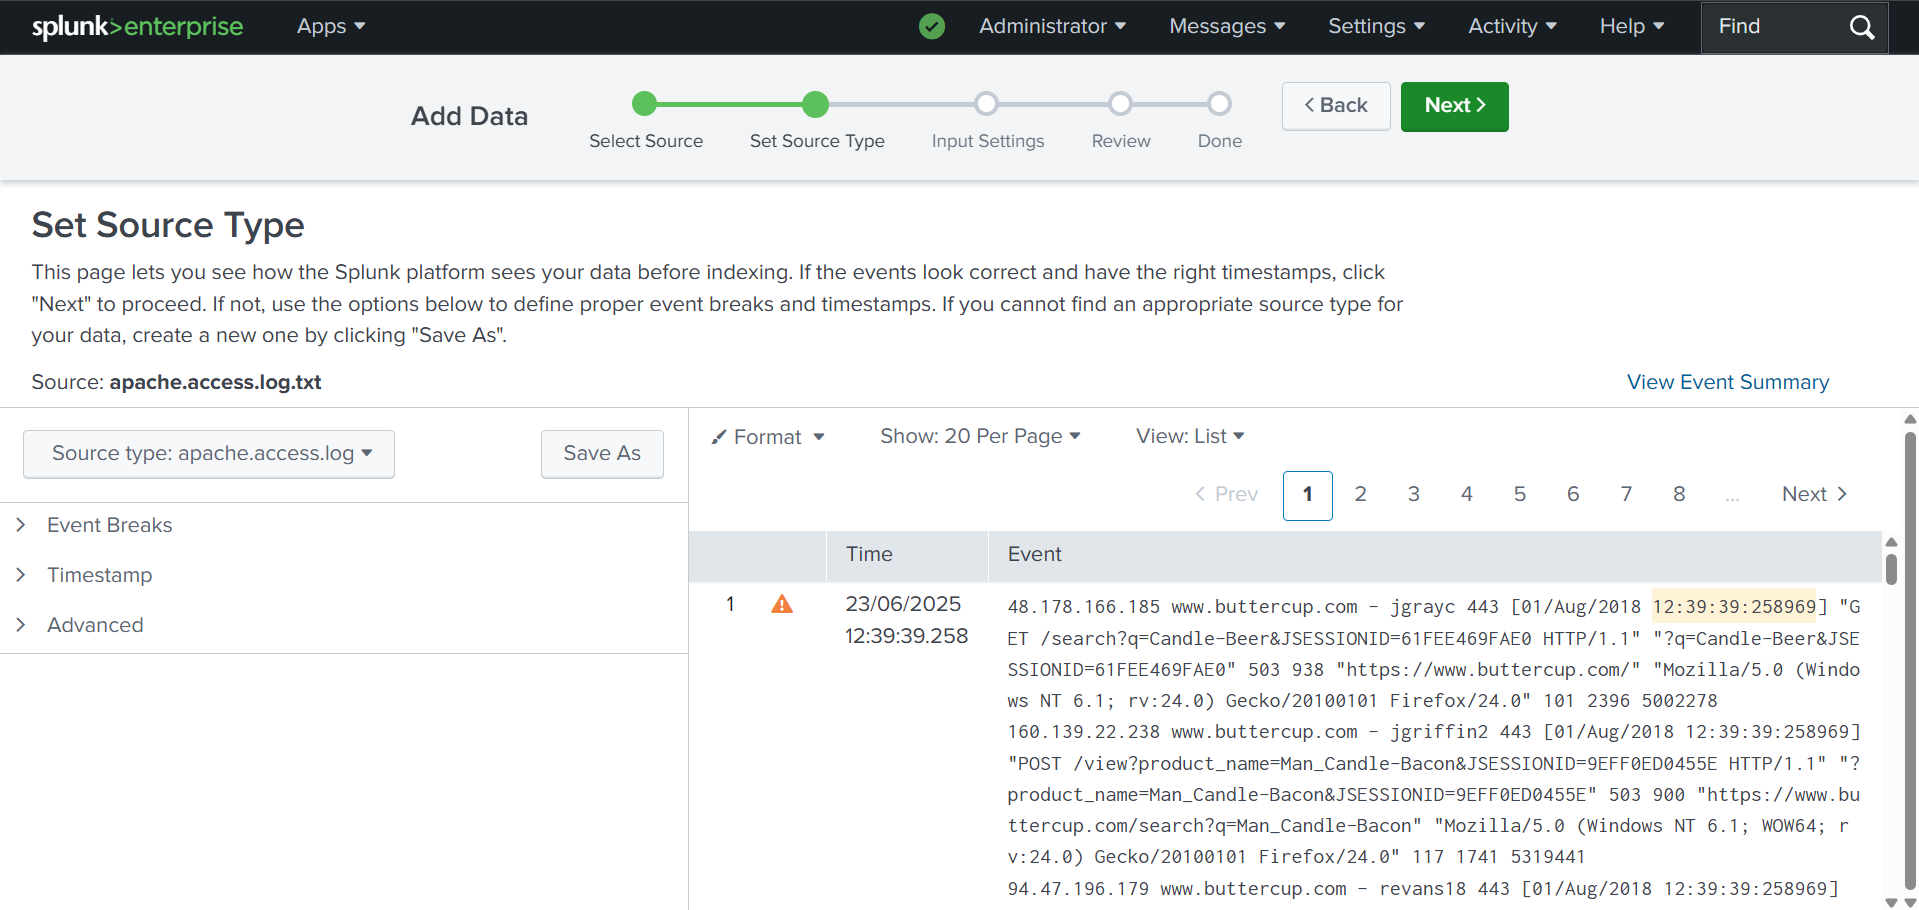 splunk>enterprise Apps Administrator Messages Settings Activity Help Find
Add Data
Select Source Set Source Type Input Settings Review Done
Back Next
Set Source Type
This page lets you see how the Splunk platform sees your data before indexing. If the events look correct and have the right timestamps, click
"Next" to proceed. If not, use the options below to define proper event breaks and timestamps. If you cannot find an appropriate source type for
your data, create a new one by clicking "Save As".
Source: apache.access.log.txt
View Event Summary
Source type: apache.access.log Save As
Event Breaks
Timestamp
Advanced
Format Show: 20 Per Page View: List
Prev 1 2 3 4 5 6 7 8 ... Next
Time Event
1 23/06/2025
12:39:39.258
48.178.166.185 www.buttercup.com - jgrayc 443 [01/Aug/2018 12:39:39:258969] "G
ET /search?q=Candle-Beer&JSESSIONID=61FEE469FAE0 HTTP/1.1" "?q=Candle-Beer&JSE
SSIONID=61FEE469FAE0" 503 938 "https://www.buttercup.com/" "Mozilla/5.0 (Windo
ws NT 6.1; rv:24.0) Gecko/20100101 Firefox/24.0" 101 2396 5002278
160.139.22.238 www.buttercup.com - jgriffin2 443 [01/Aug/2018 12:39:39:258969]
"POST /view?product_name=Man_Candle-Bacon&JSESSIONID=9EFF0ED0455E HTTP/1.1" "?
product_name=Man_Candle-Bacon&JSESSIONID=9EFF0ED0455E" 503 900 "https://www.bu
ttercup.com/search?q=Man_Candle-Bacon" "Mozilla/5.0 (Windows NT 6.1; WOW64; r
v:24.0) Gecko/20100101 Firefox/24.0" 117 1741 5319441
94.47.196.179 www.buttercup.com - revans18 443 [01/Aug/2018 12:39:39:258969]